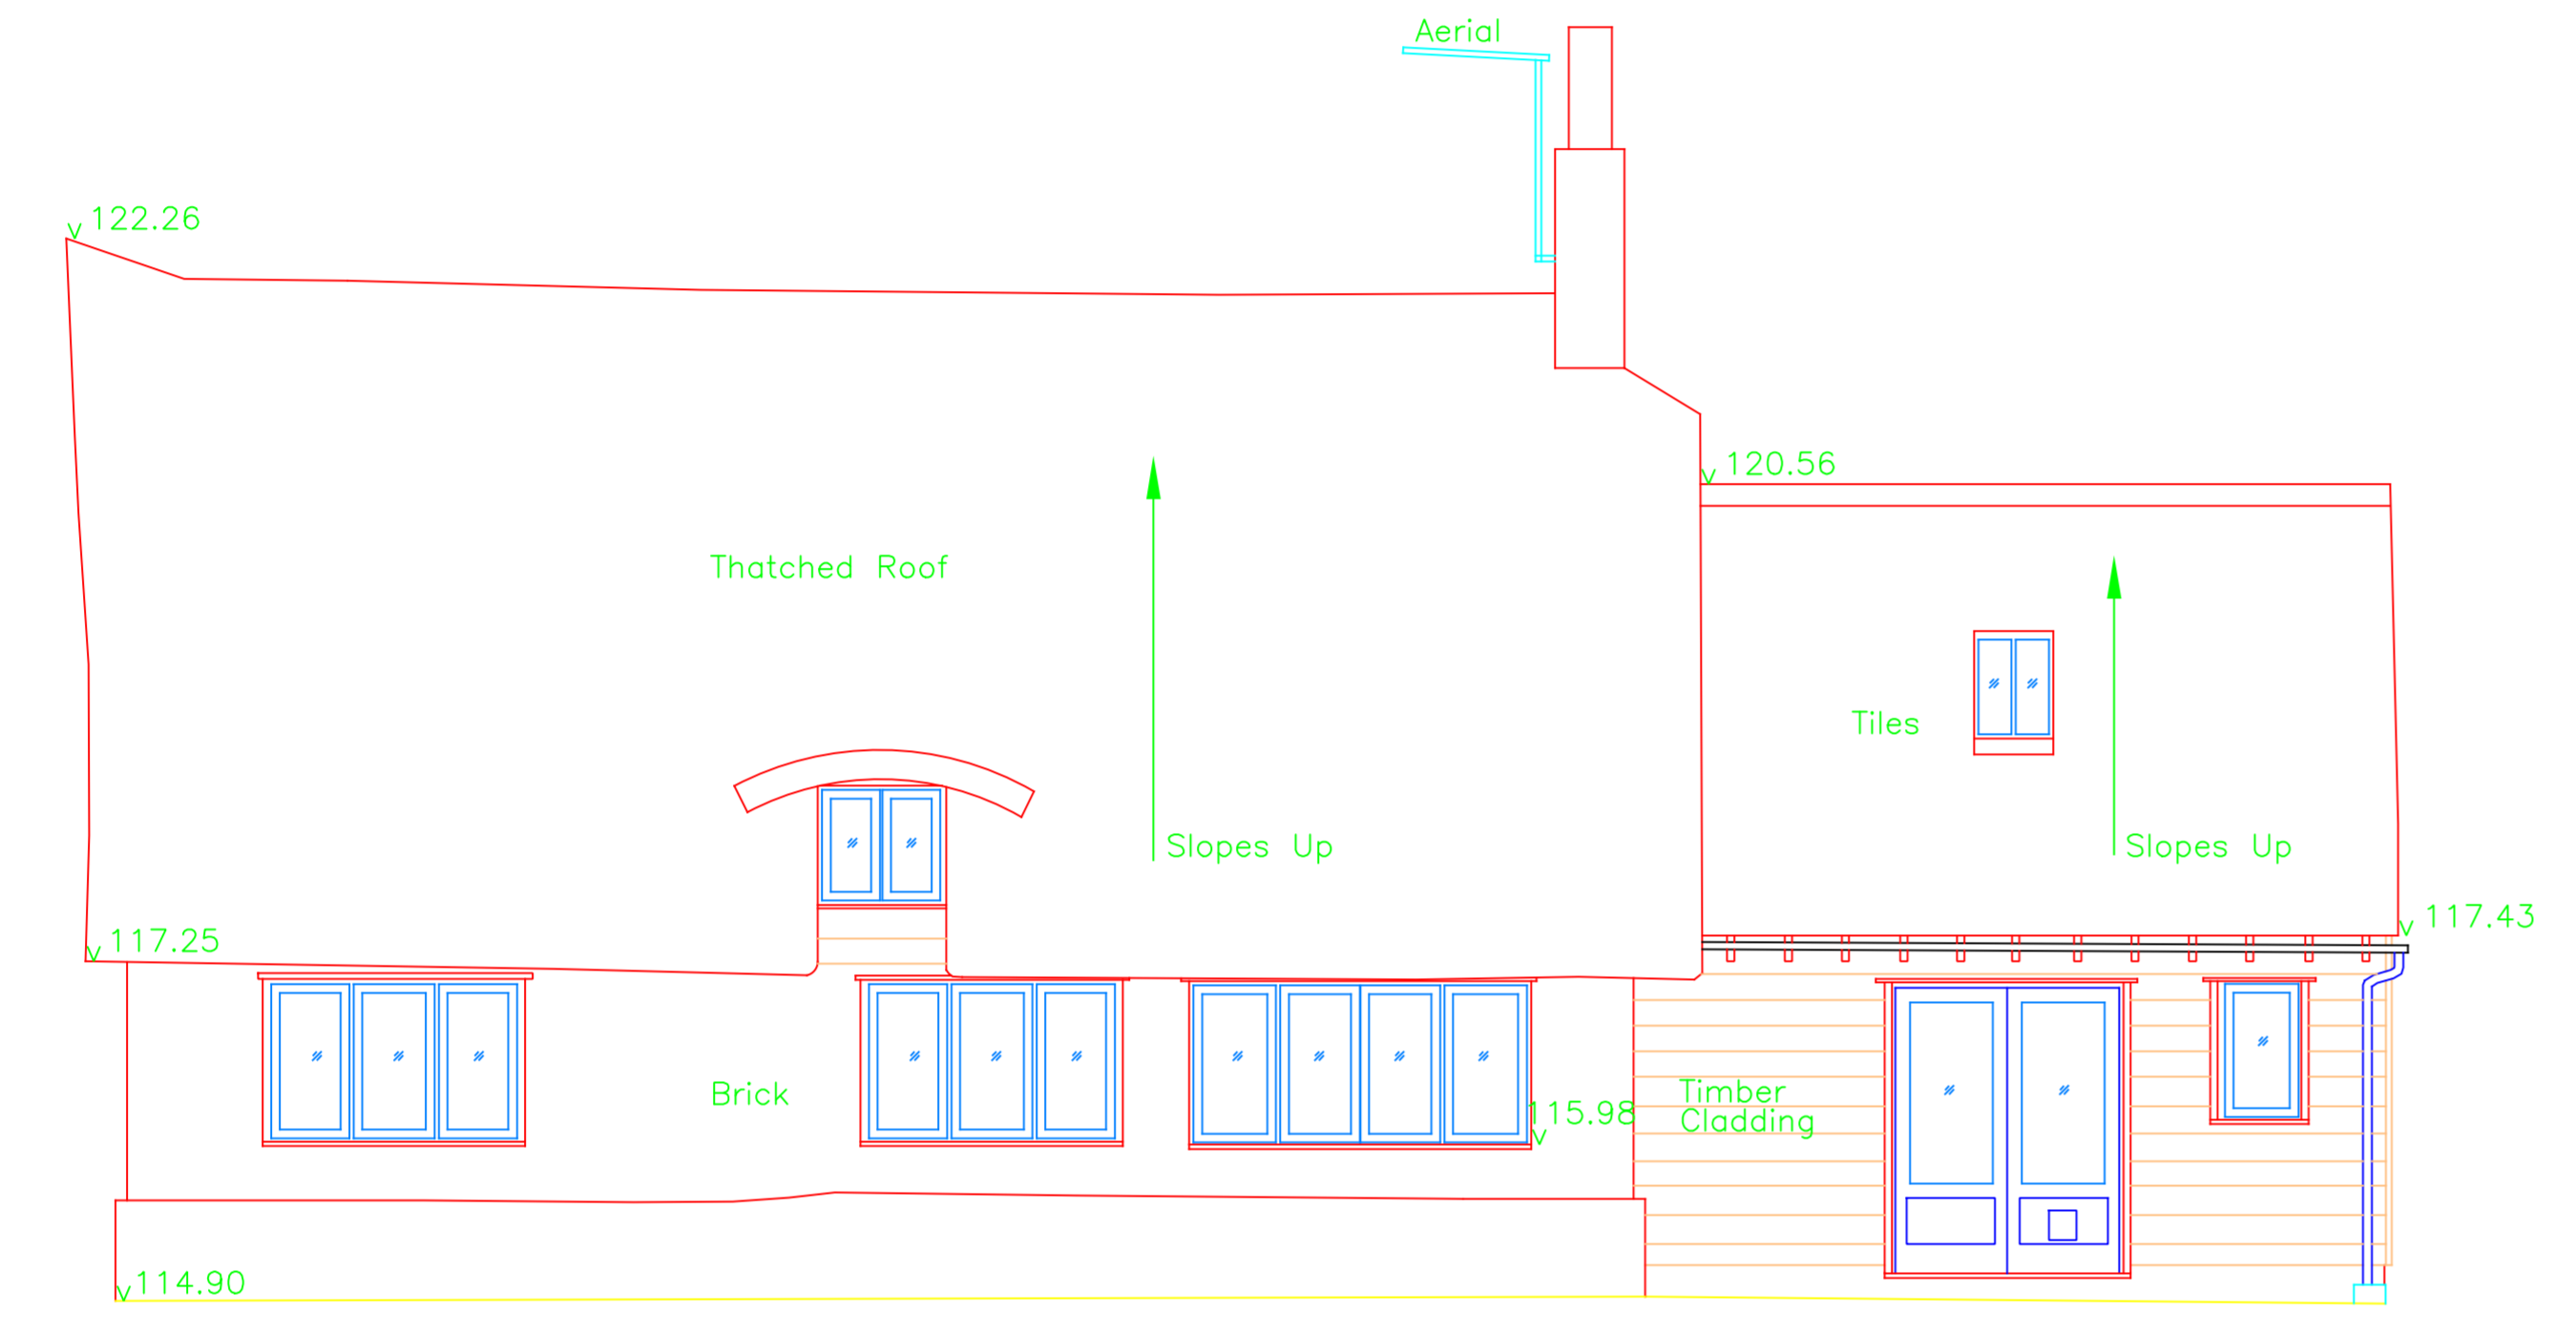 Aerial
122.26
120.56
Thatched Roof
Tiles
Slopes Up
Slopes Up
117.25
117.43
Brick
115.98
Timber
Cladding
114.90